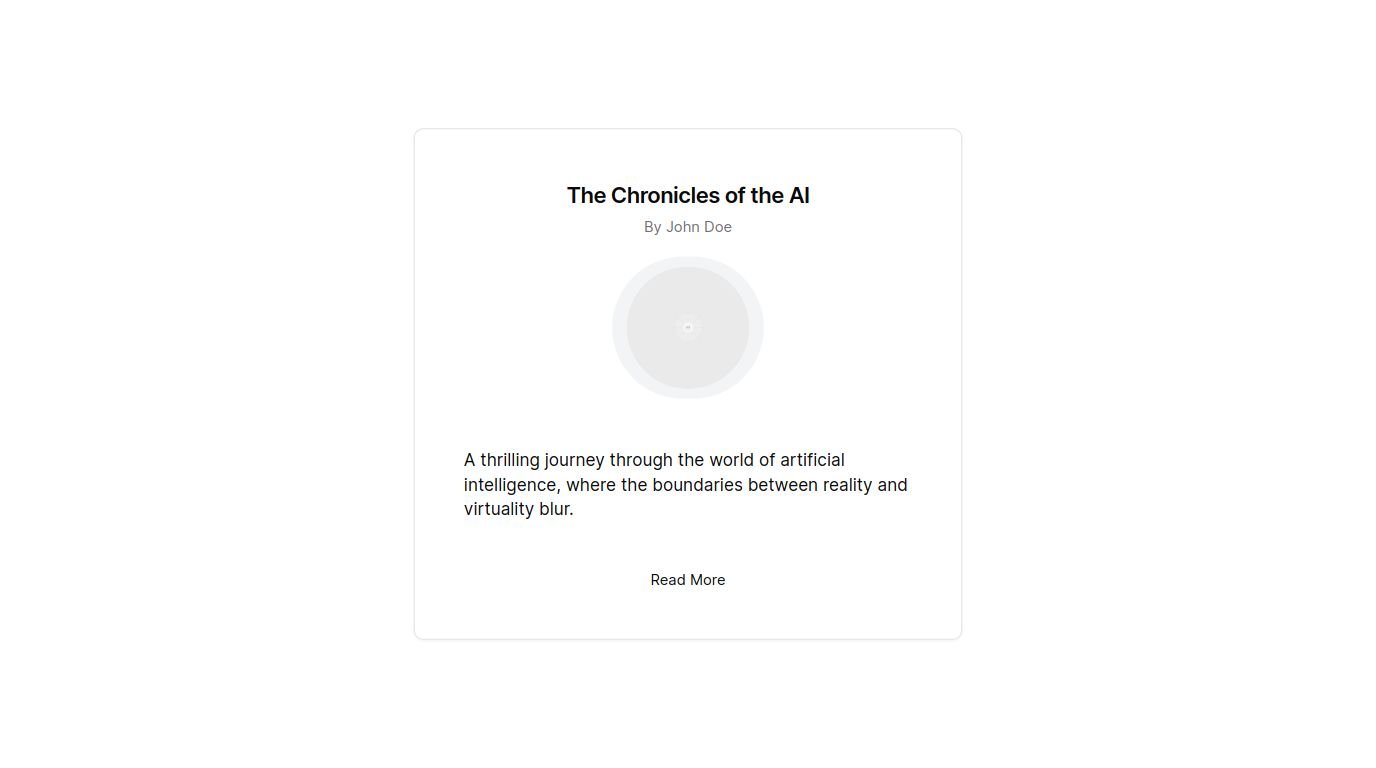 The Chronicles of the AI
By John Doe
A thrilling journey through the world of artificial
intelligence, where the boundaries between reality and
virtuality blur.
Read More